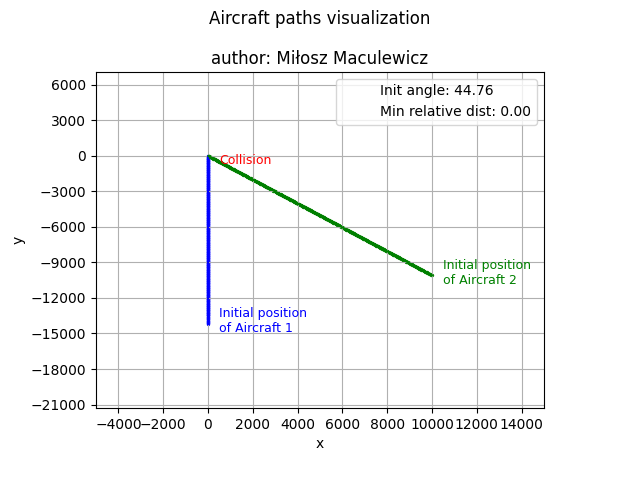 Aircraft paths visualization
author: Miłosz Maculewicz
Init angle: 44.76
Min relative dist: 0.00
6000
3000
0
−3000
−6000
−9000
−12000
−15000
−18000
−21000
y
Collision
Initial position
of Aircraft 2
Initial position
of Aircraft 1
−4000 −2000 0 2000 4000 6000 8000 10000 12000 14000
x